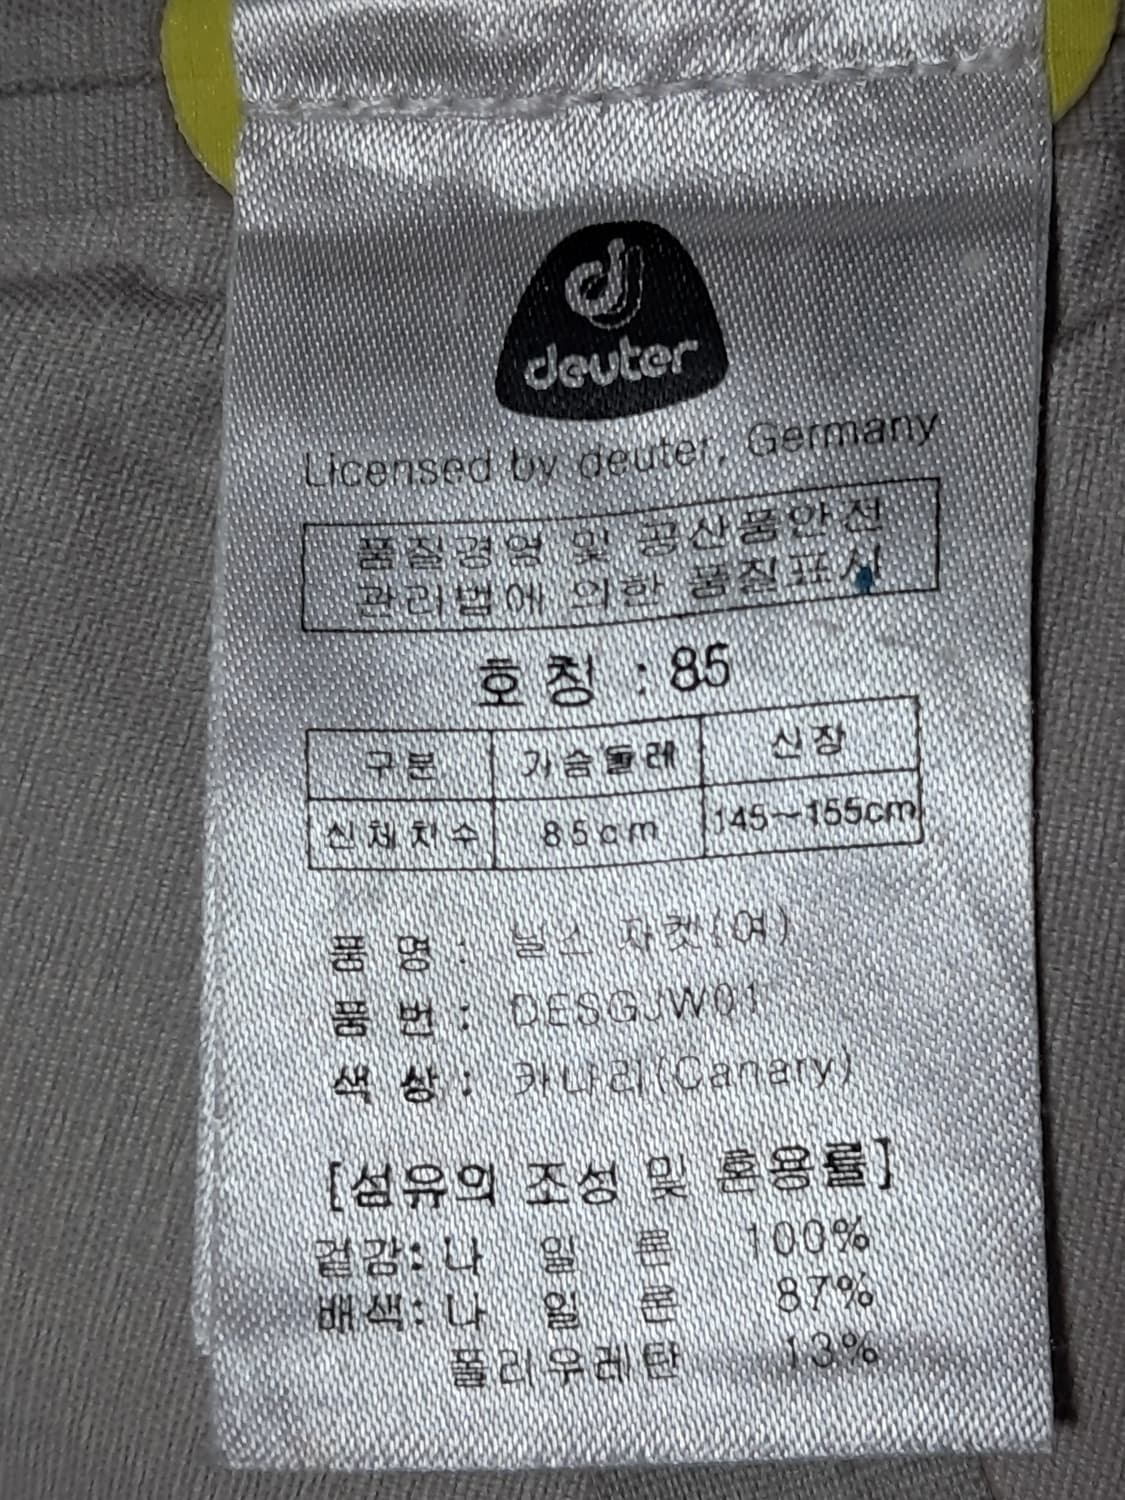 deuter
Licensed by deuter, Germany
품질경영 및 공산품안전
관리법에 의한 품질표시
호칭 : 85
구분 가슴둘레 신장
신체치수 85cm 145~155cm
품 명 : 닐스 자켓(여)
품 번 : DESGJW01
색 상 : 카나리(Canary)
[섬유의 조성 및 혼용률]
겉감: 나 일 론 100%
배색: 나 일 론 87%
폴리우레탄 13%